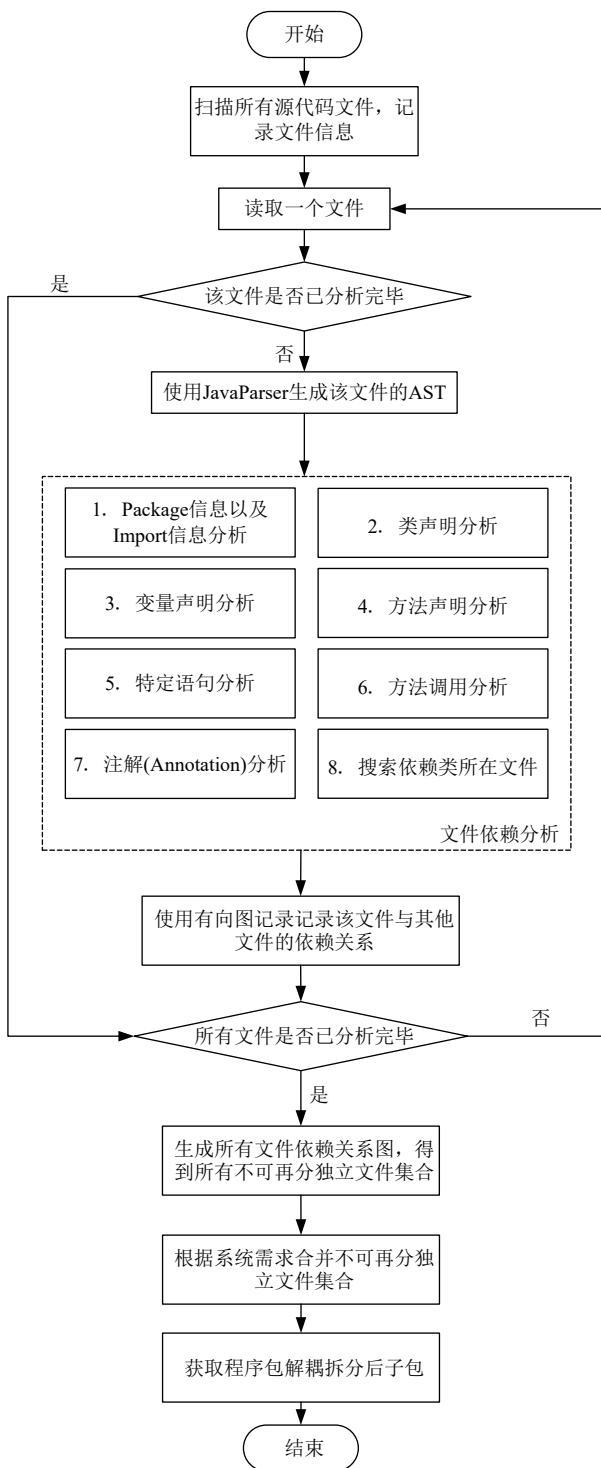 开始
扫描所有源代码文件，记
录文件信息
读取一个文件
是
该文件是否已分析完毕
否
使用JavaParser生成该文件的AST
1. Package信息以及
Import信息分析
2. 类声明分析
3. 变量声明分析
4. 方法声明分析
5. 特定语句分析
6. 方法调用分析
7. 注解(Annotation)分析
8. 搜索依赖类所在文件
文件依赖分析
使用有向图记录记录该文件与其他
文件的依赖关系
所有文件是否已分析完毕
否
是
生成所有文件依赖关系图，得
到所有不可再分独立文件集合
根据系统需求合并不可再分独
立文件集合
获取程序包解耦拆分后子包
结束